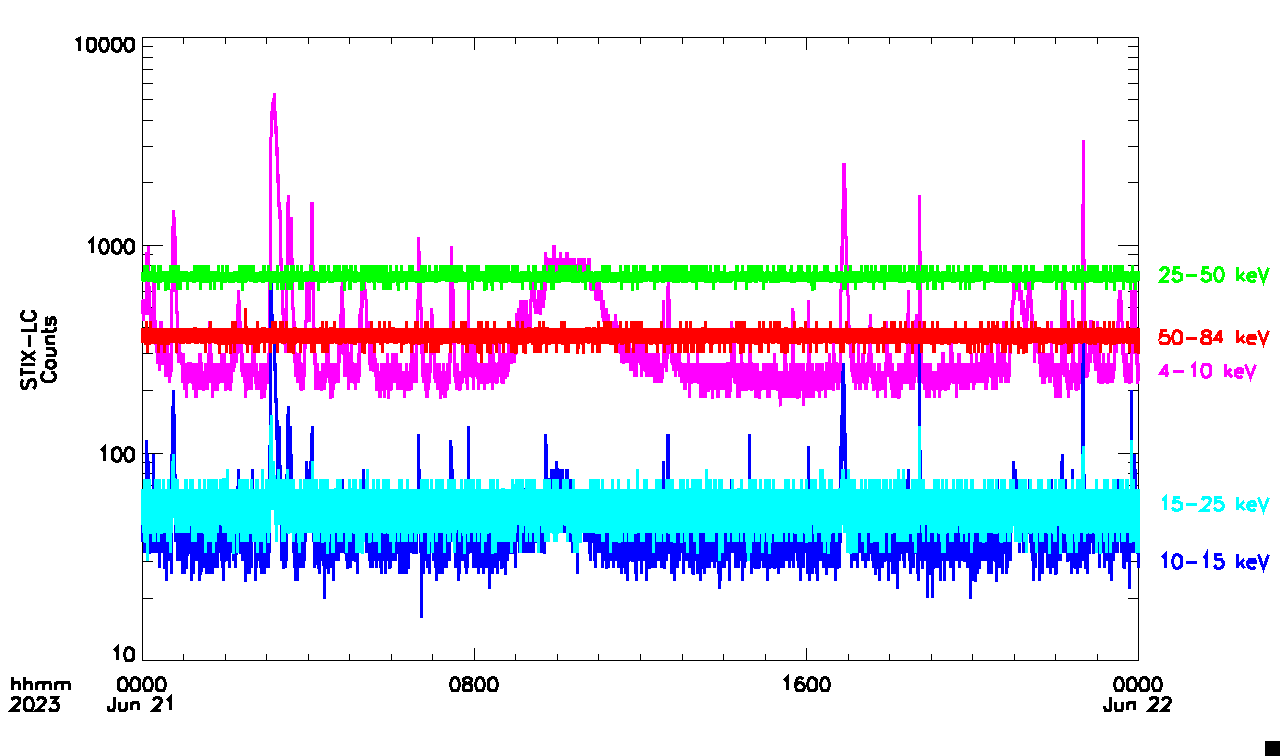 10000
1000
100
10
STIX-LC
Counts
25-50 keV
50-84 keV
4-10 keV
15-25 keV
10-15 keV
hhmm 0000 0800 1600 0000
2023 Jun 21 Jun 22